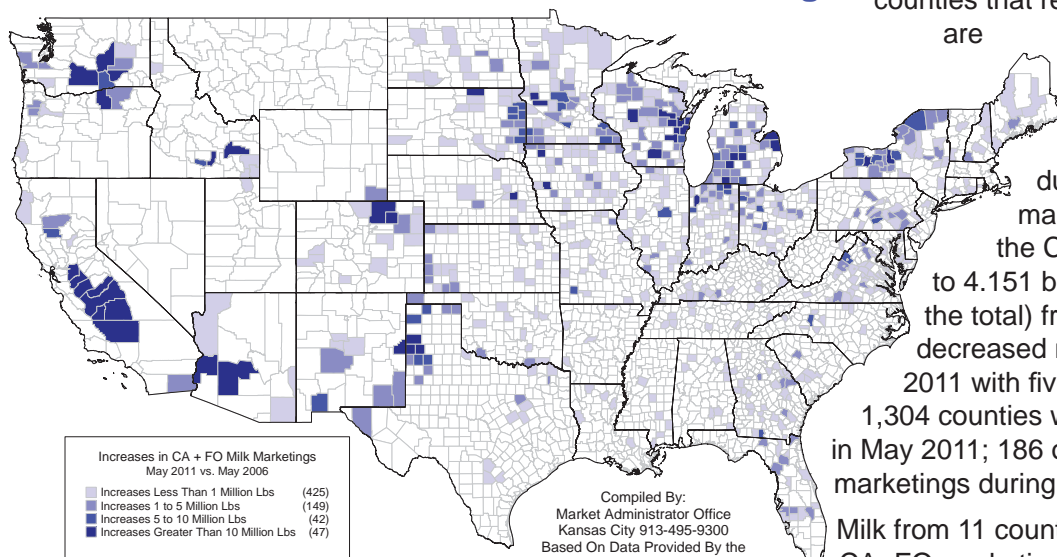 counties that re
are
du
ma
the C
to 4.151 b
the total) fr
decreased r
2011 with fiv
1,304 counties w
in May 2011; 186 c
marketings during
Milk from 11 count
Increases in CA + FO Milk Marketings
May 2011 vs. May 2006
Increases Less Than 1 Million Lbs (425)
Increases 1 to 5 Million Lbs (149)
Increases 5 to 10 Million Lbs (42)
Increases Greater Than 10 Million Lbs (47)
Compiled By:
Market Administrator Office
Kansas City 913-495-9300
Based On Data Provided By the